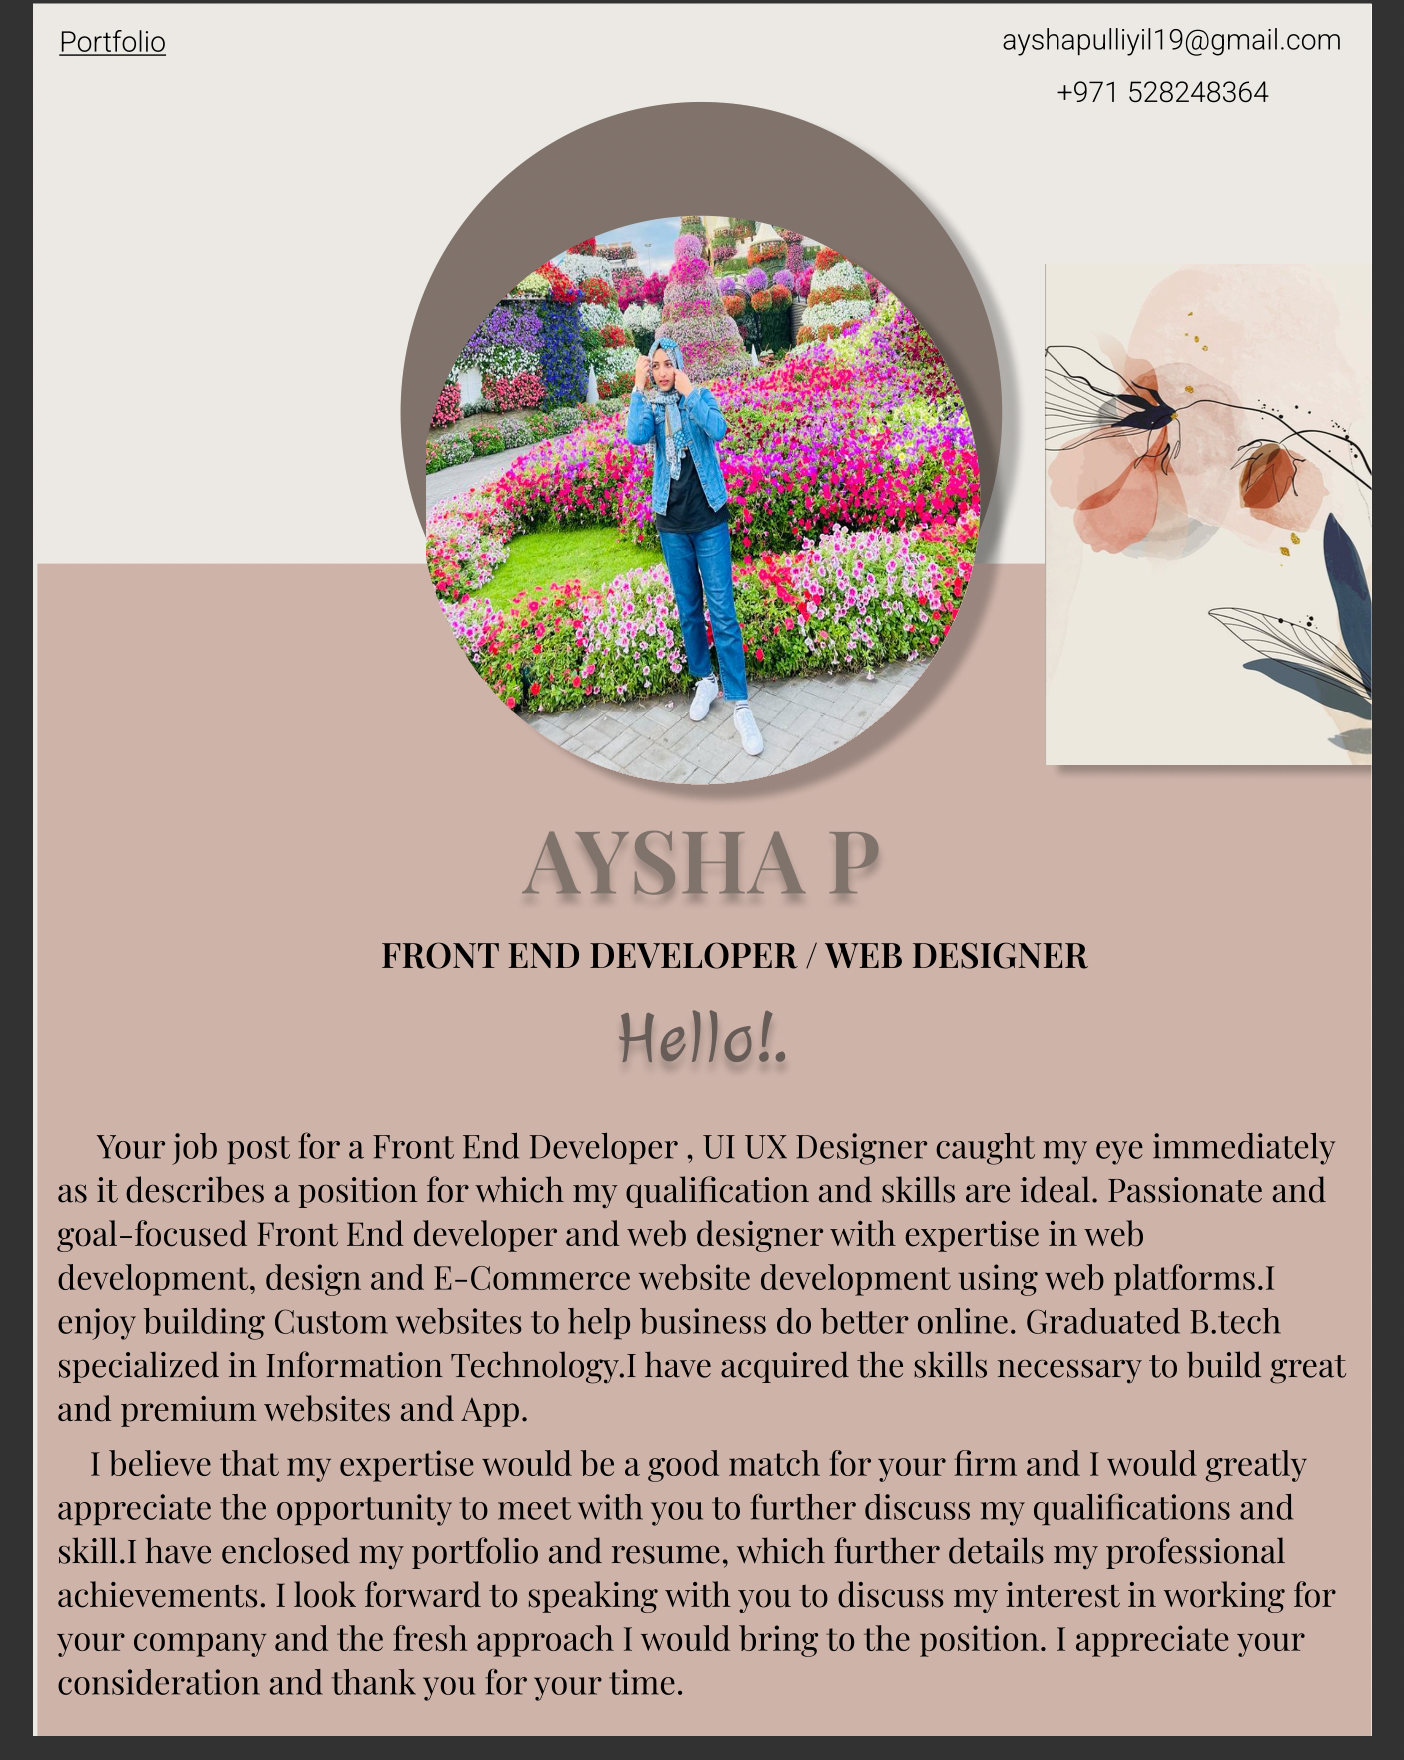 Portfolio
ayshapulliyil19@gmail.com
+971 528248364
AYSHA P
FRONT END DEVELOPER / WEB DESIGNER
Hello!.
Your job post for a Front End Developer , UI UX Designer caught my eye immediately
as it describes a position for which my qualification and skills are ideal. Passionate and
goal-focused Front End developer and web designer with expertise in web
development, design and E-Commerce website development using web platforms.I
enjoy building Custom websites to help business do better online. Graduated B.tech
specialized in Information Technology.I have acquired the skills necessary to build great
and premium websites and App.
I believe that my expertise would be a good match for your firm and I would greatly
appreciate the opportunity to meet with you to further discuss my qualifications and
skill.I have enclosed my portfolio and resume, which further details my professional
achievements. I look forward to speaking with you to discuss my interest in working for
your company and the fresh approach I would bring to the position. I appreciate your
consideration and thank you for your time.